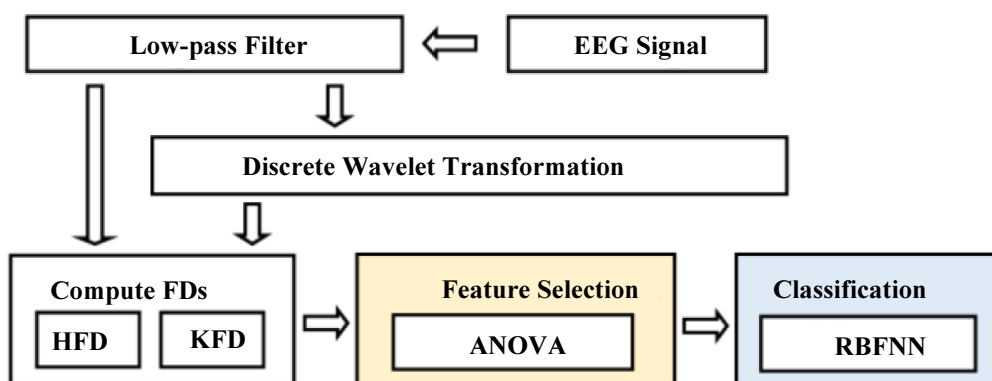 Low-pass Filter
EEG Signal
Discrete Wavelet Transformation
Compute FDs
HFD
KFD
Feature Selection
ANOVA
Classification
RBFNN